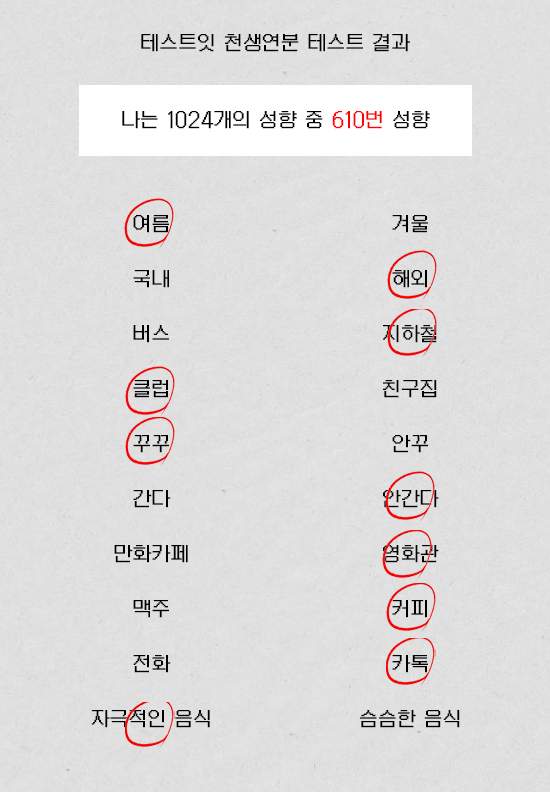 테스트잇 천생연분 테스트 결과
나는 1024개의 성향 중 610번 성향
여름 겨울
국내 해외
버스 지하철
클럽 친구집
꾸꾸 안꾸
간다 안간다
만화카페 영화관
맥주 커피
전화 카톡
자극적인 음식 슴슴한 음식